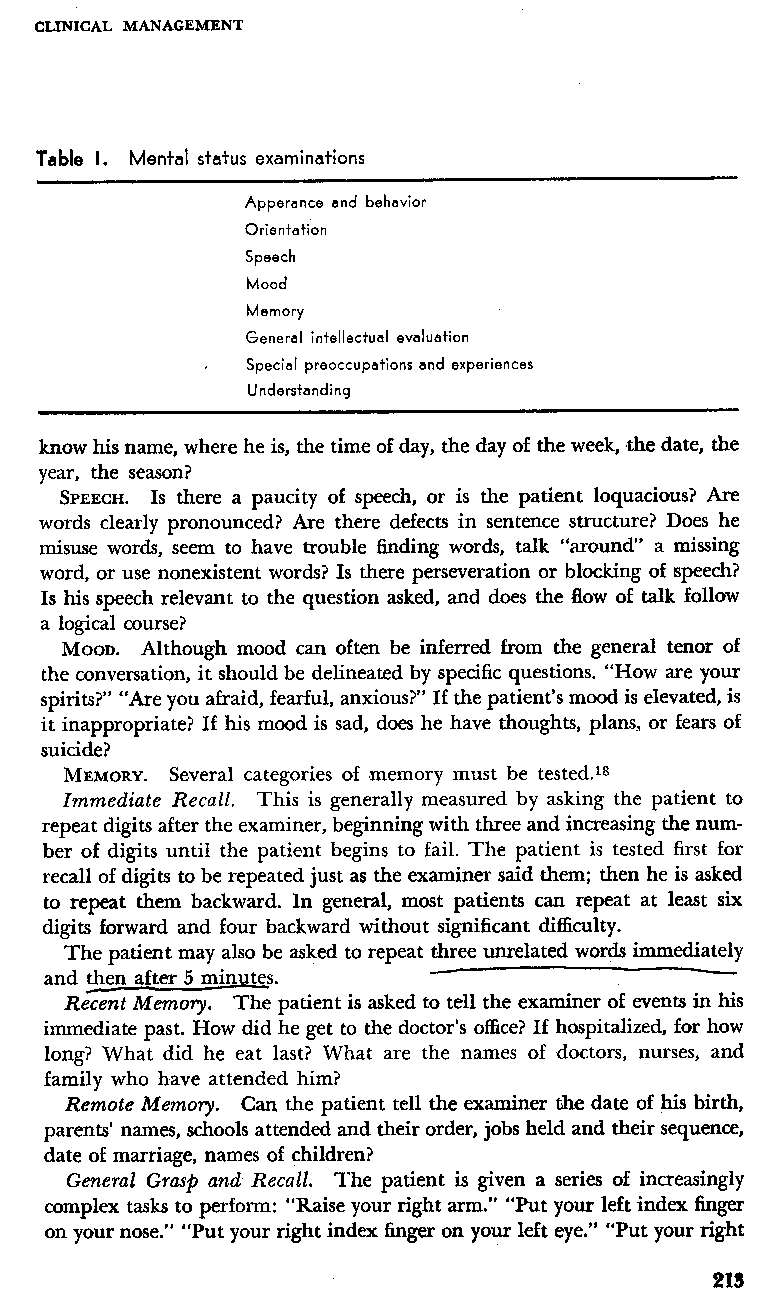 CLINICAL MANAGEMENT
Table I. Mental status examinations
Apperance and behavior
Orientation
Speech
Mood
Memory
General intellectual evaluation
Special preoccupations and experiences
Understanding
know his name, where he is, the time of day, the day of the week, the date, the
year, the season?
SPEECH. Is there a paucity of speech, or is the patient loquacious? Are
words clearly pronounced? Are there defects in sentence structure? Does he
misuse words, seem to have trouble finding words, talk “around” a missing
word, or use nonexistent words? Is there perseveration or blocking of speech?
Is his speech relevant to the question asked, and does the flow of talk follow
a logical course?
MOOD. Although mood can often be inferred from the general tenor of
the conversation, it should be delineated by specific questions. “How are your
spirits?” “Are you afraid, fearful, anxious?” If the patient's mood is elevated, is
it inappropriate? If his mood is sad, does he have thoughts, plans, or fears of
suicide?
MEMORY. Several categories of memory must be tested.¹⁸
Immediate Recall. This is generally measured by asking the patient to
repeat digits after the examiner, beginning with three and increasing the num-
ber of digits until the patient begins to fail. The patient is tested first for
recall of digits to be repeated just as the examiner said them; then he is asked
to repeat them backward. In general, most patients can repeat at least six
digits forward and four backward without significant difficulty.
The patient may also be asked to repeat three unrelated words immediately
and then after 5 minutes.
Recent Memory. The patient is asked to tell the examiner of events in his
immediate past. How did he get to the doctor's office? If hospitalized, for how
long? What did he eat last? What are the names of doctors, nurses, and
family who have attended him?
Remote Memory. Can the patient tell the examiner the date of his birth,
parents' names, schools attended and their order, jobs held and their sequence,
date of marriage, names of children?
General Grasp and Recall. The patient is given a series of increasingly
complex tasks to perform: “Raise your right arm.” “Put your left index finger
on your nose.” “Put your right index finger on your left eye.” “Put your right
213